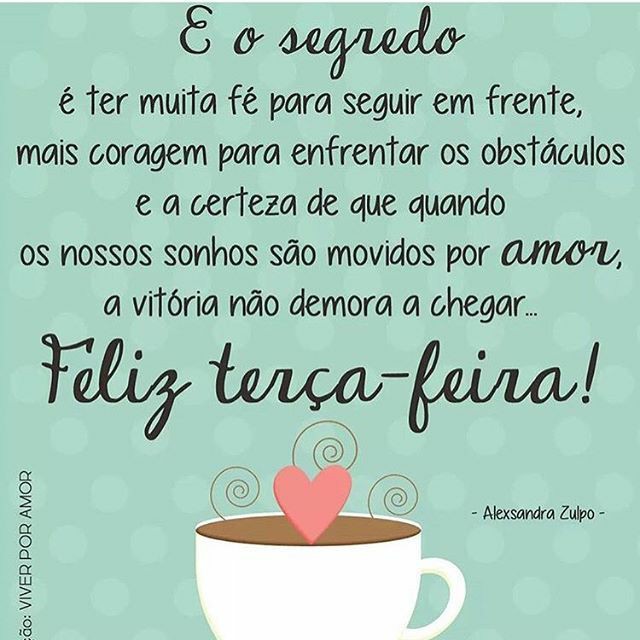 E o segredo
é ter muita fé para seguir em frente,
mais coragem para enfrentar os obstáculos
e a certeza de que quando
os nossos sonhos são movidos por amor,
a vitória não demora a chegar...
Feliz terça-feira!
- Alexsandra Zulpo -
ção: VIVER POR AMOR